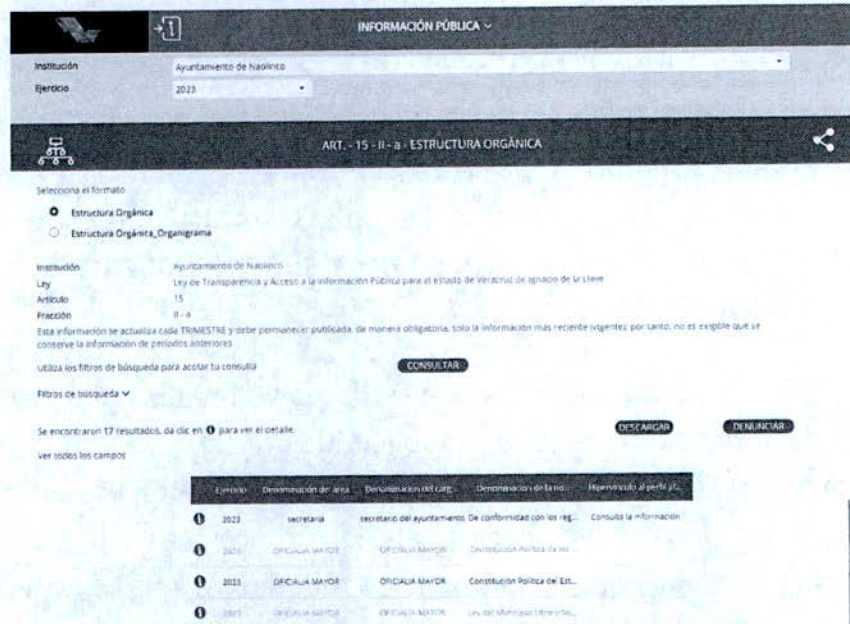 INFORMACIÓN PÚBLICA
Institución Ayuntamiento de Naolinco
Ejercicio 2023
ART. - 15 - II - a - ESTRUCTURA ORGÁNICA
Selecciona el formato
Estructura Orgánica
Estructura Orgánica_Organigrama
Institución Ayuntamiento de Naolinco
Ley Ley de Transparencia y Acceso a la Información Pública para el estado de Veracruz de Ignacio de la Llave
Artículo 15
Fracción II - a
Esta información se actualiza cada TRIMESTRE y debe permanecer publicada, de manera obligatoria, solo la información más reciente (vigente); por tanto, no es exigible que se
conserve la información de periodos anteriores
Utiliza los filtros de búsqueda para acotar tu consulta CONSULTAR
Filtros de búsqueda
Se encontraron 17 resultados, da clic en para ver el detalle. DESCARGAR DENUNCIAR
Ver todos los campos
Ejercicio Denominación del área... Denominación del carg... Denominación de la no... Hipervínculo al perfil y/...
2023 secretaria secretario del ayuntamiento De conformidad con los reg... Consulta la información
2023 OFICIALIA MAYOR OFICIALIA MAYOR Constitución Política de los...
2023 OFICIALIA MAYOR OFICIALIA MAYOR Constitución Política del Est...
2023 OFICIALIA MAYOR OFICIALIA MAYOR Ley del Municipio Libre